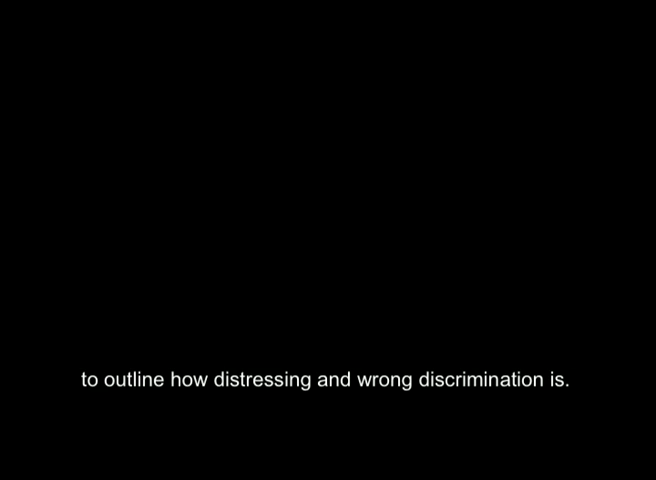 to outline how distressing and wrong discrimination is.